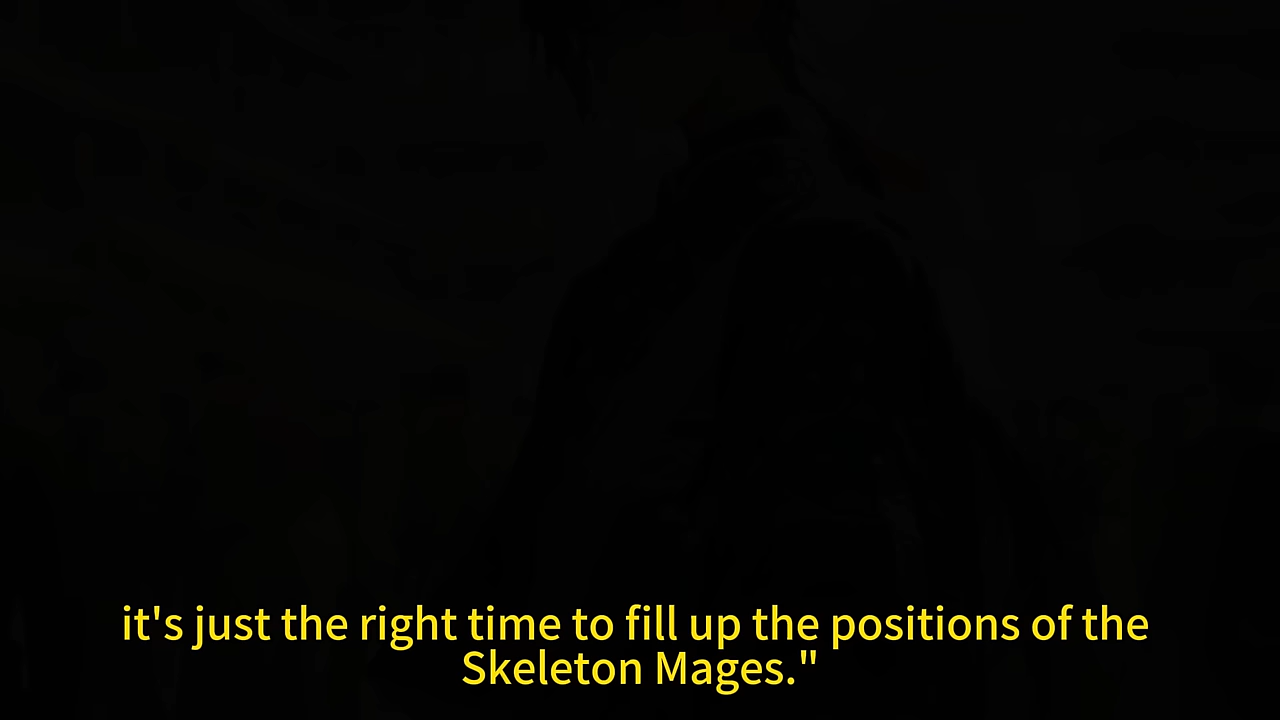 it's just the right time to fill up the positions of the
Skeleton Mages."